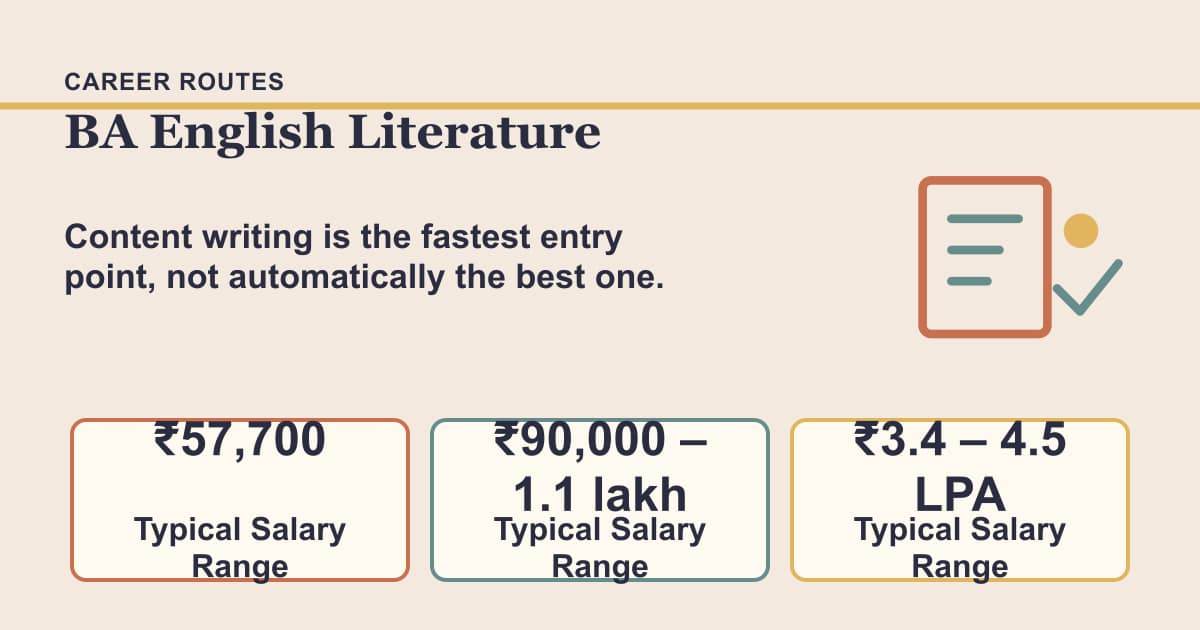 CAREER ROUTES
BA English Literature
Content writing is the fastest entry
point, not automatically the best one.
₹57,700
Typical Salary
Range
₹90,000 –
1.1 lakh
Typical Salary
Range
₹3.4 – 4.5
LPA
Typical Salary
Range